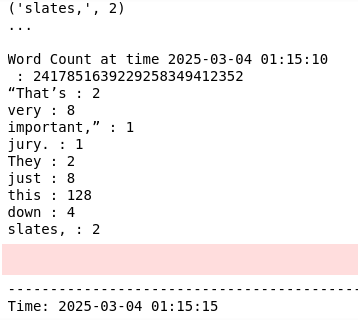 ('slates,', 2)
...
Word Count at time 2025-03-04 01:15:10
 : 2417851639229258349412352
“That’s : 2
very : 8
important,” : 1
jury. : 1
They : 2
just : 8
this : 128
down : 4
slates, : 2
-------------------------------------------
Time: 2025-03-04 01:15:15